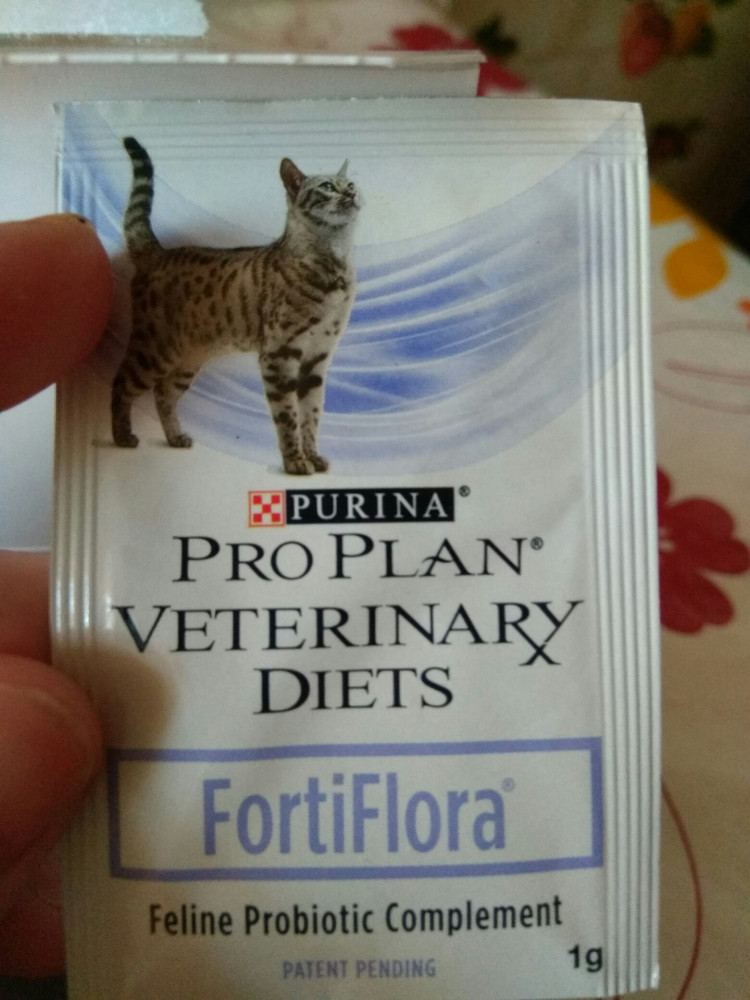 PURINA®
PRO PLAN®
VETERINARY
DIETS
FortiFlora®
Feline Probiotic Complement
1g
PATENT PENDING